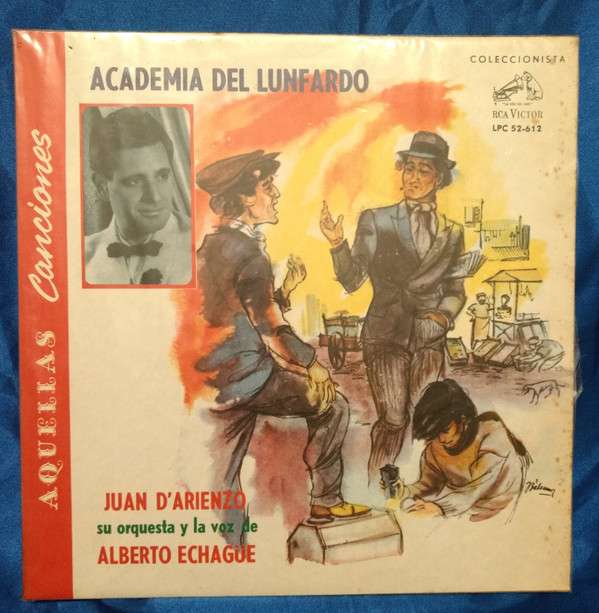 COLECCIONISTA
ACADEMIA DEL LUNFARDO
RCA VICTOR
LPC 52-612
AQUELLAS Canciones
JUAN D'ARIENZO
su orquesta y la voz de
ALBERTO ECHAGÜE